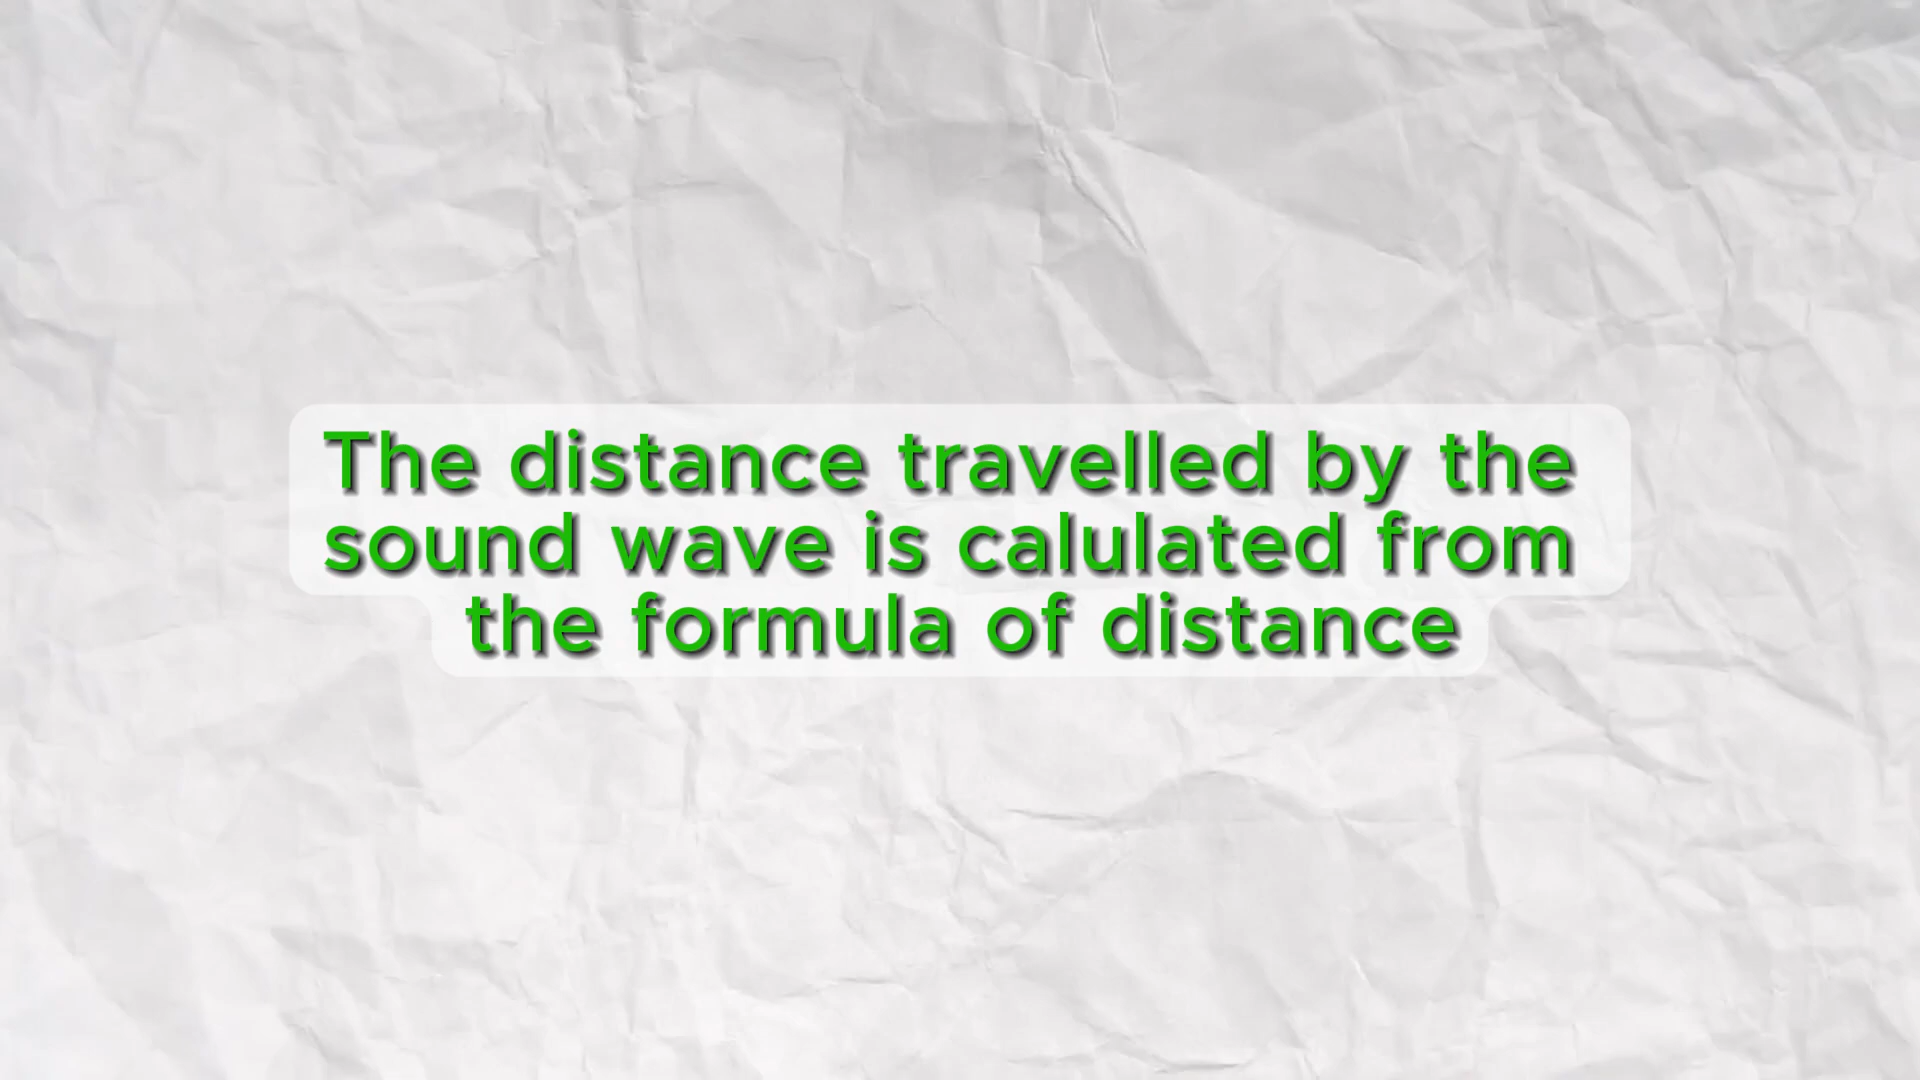 The distance travelled by the
sound wave is calulated from
the formula of distance